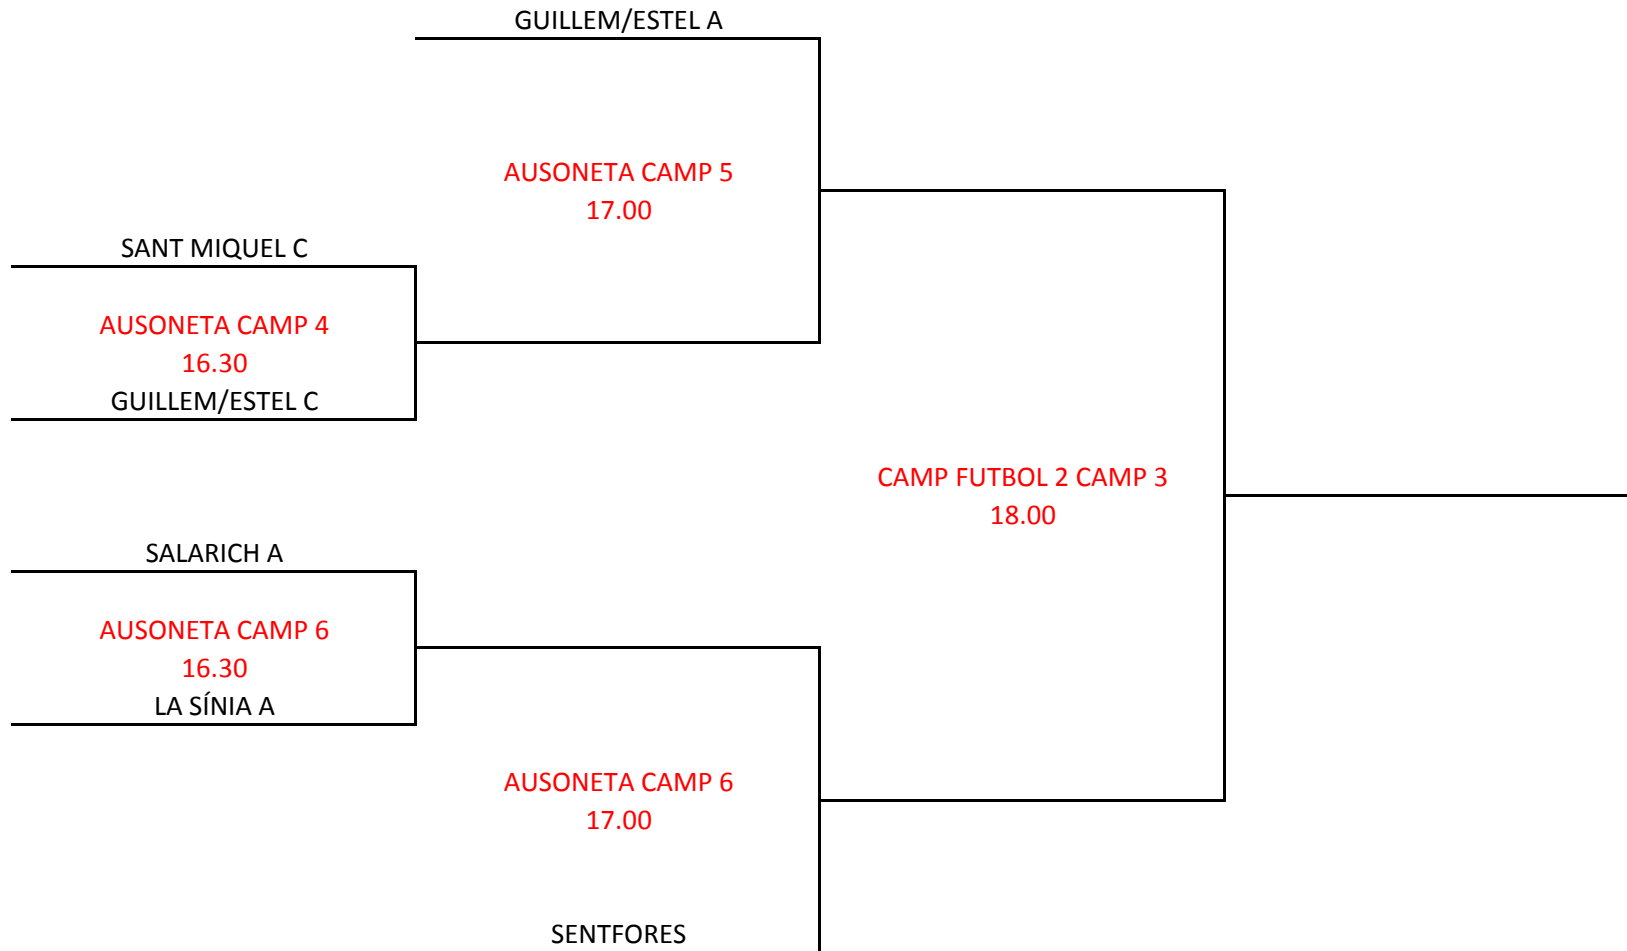 GUILLEM/ESTEL A
AUSONETA CAMP 5
17.00
SANT MIQUEL C
AUSONETA CAMP 4
16.30
GUILLEM/ESTEL C
CAMP FUTBOL 2 CAMP 3
18.00
SALARICH A
AUSONETA CAMP 6
16.30
LA SÍNIA A
AUSONETA CAMP 6
17.00
SENTFORES